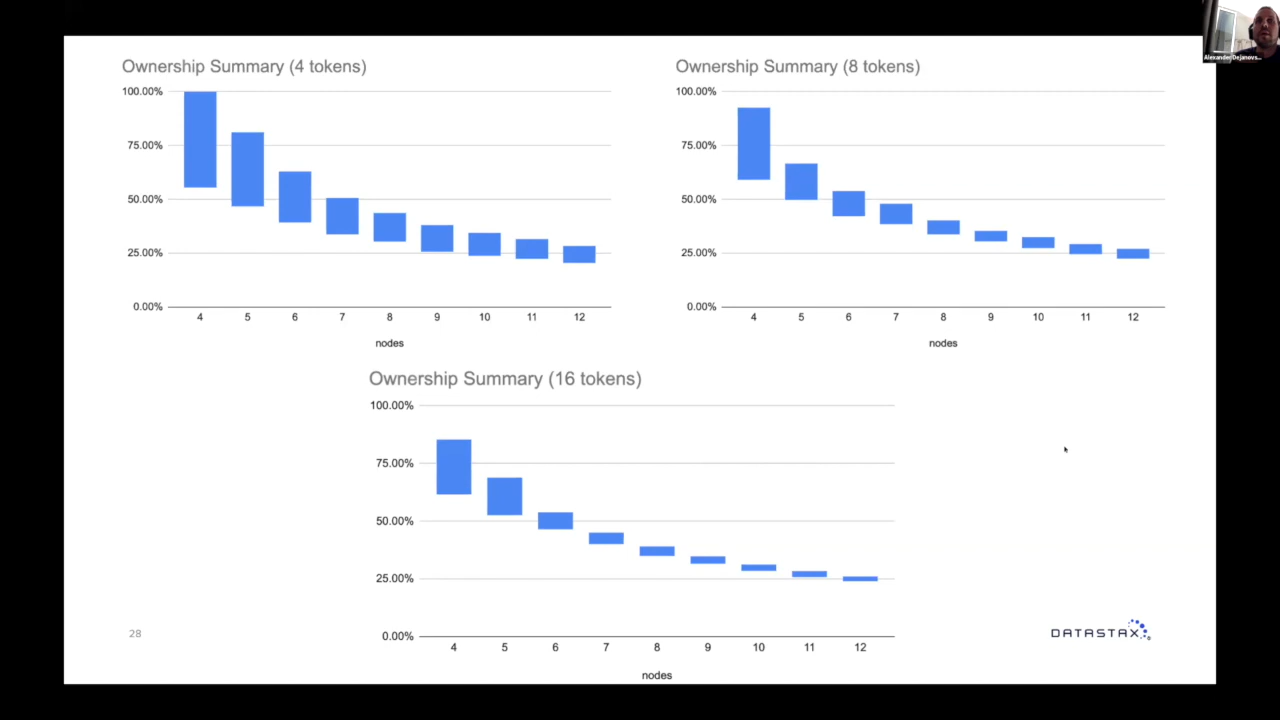 Alexander Dejanovs...
Ownership Summary (4 tokens)
100.00%
75.00%
50.00%
25.00%
0.00%
4 5 6 7 8 9 10 11 12
nodes
Ownership Summary (8 tokens)
100.00%
75.00%
50.00%
25.00%
0.00%
4 5 6 7 8 9 10 11 12
nodes
Ownership Summary (16 tokens)
100.00%
75.00%
50.00%
25.00%
0.00%
4 5 6 7 8 9 10 11 12
nodes
28
DATASTAX